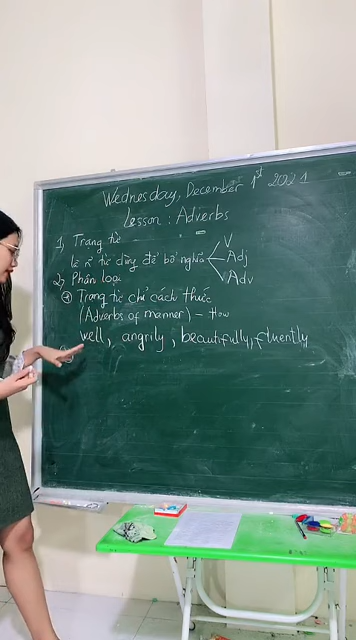 Wednesday, December 1st 2021
Lesson : Adverbs
1, Trạng từ
là n~ từ dùng để bổ nghĩa
V
Adj
Adv
2, Phân loại
Trạng từ chỉ cách thức
(Adverbs of manner) - How
well, angrily, beautifully, fluently